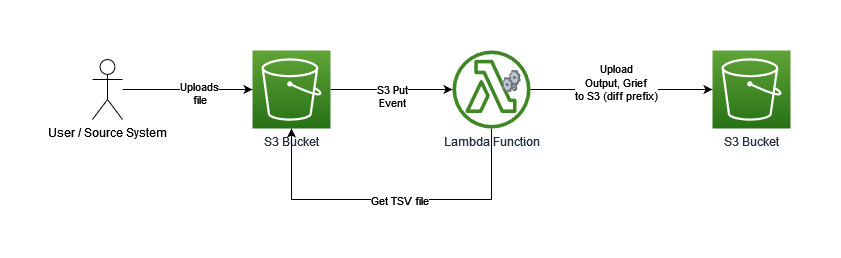 Uploads
file
S3 Put
Event
Upload
Output, Grief
to S3 (diff prefix)
User / Source System
S3 Bucket
Lambda Function
S3 Bucket
Get TSV file